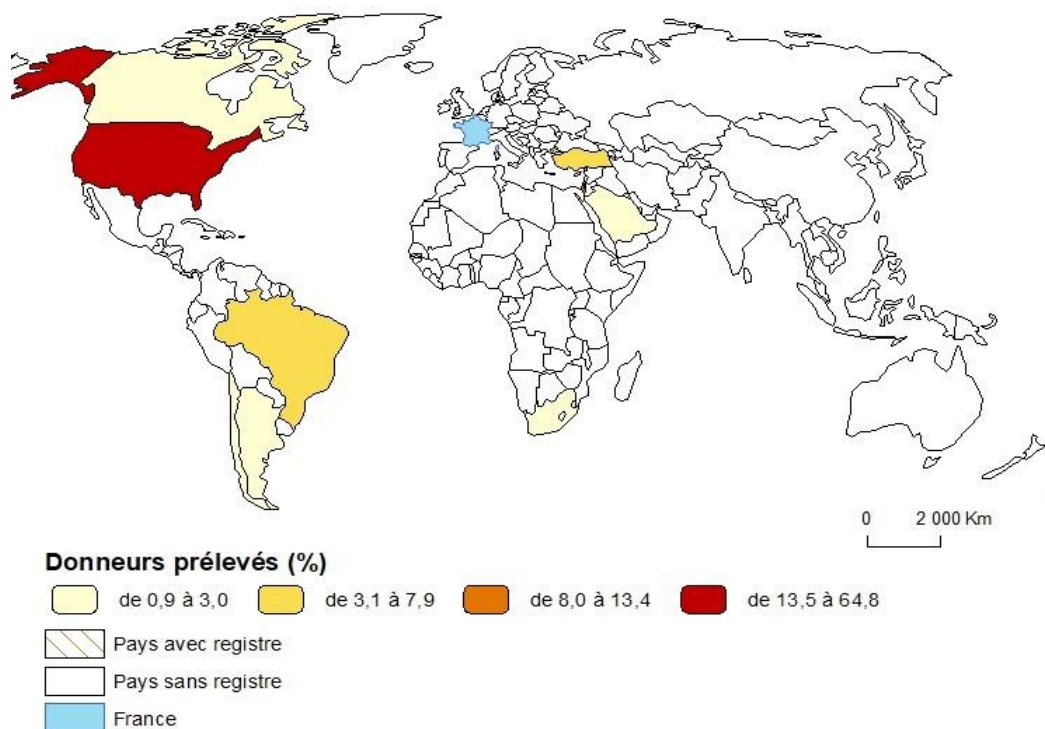 0 2 000 Km
Donneurs prélevés (%)
de 0,9 à 3,0 de 3,1 à 7,9 de 8,0 à 13,4 de 13,5 à 64,8
Pays avec registre
Pays sans registre
France